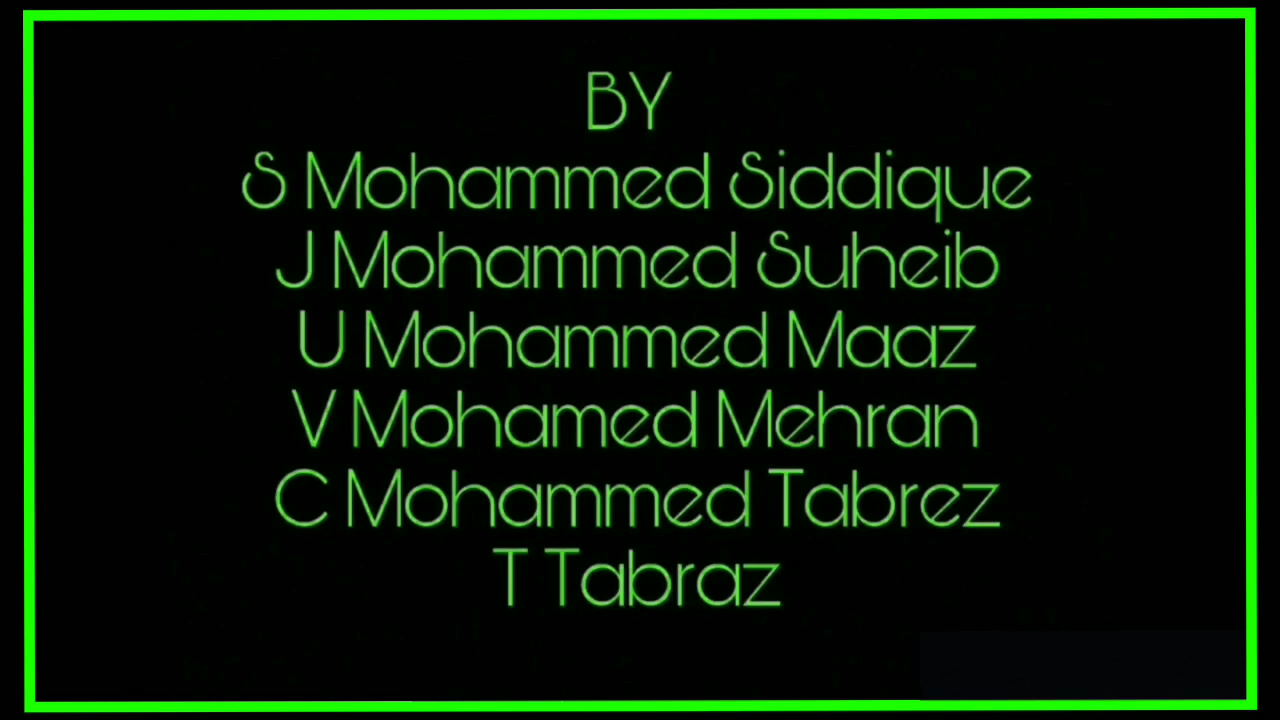 BY
S Mohammed Siddique
J Mohammed Suheib
U Mohammed Maaz
V Mohamed Mehran
C Mohammed Tabrez
T Tabraz